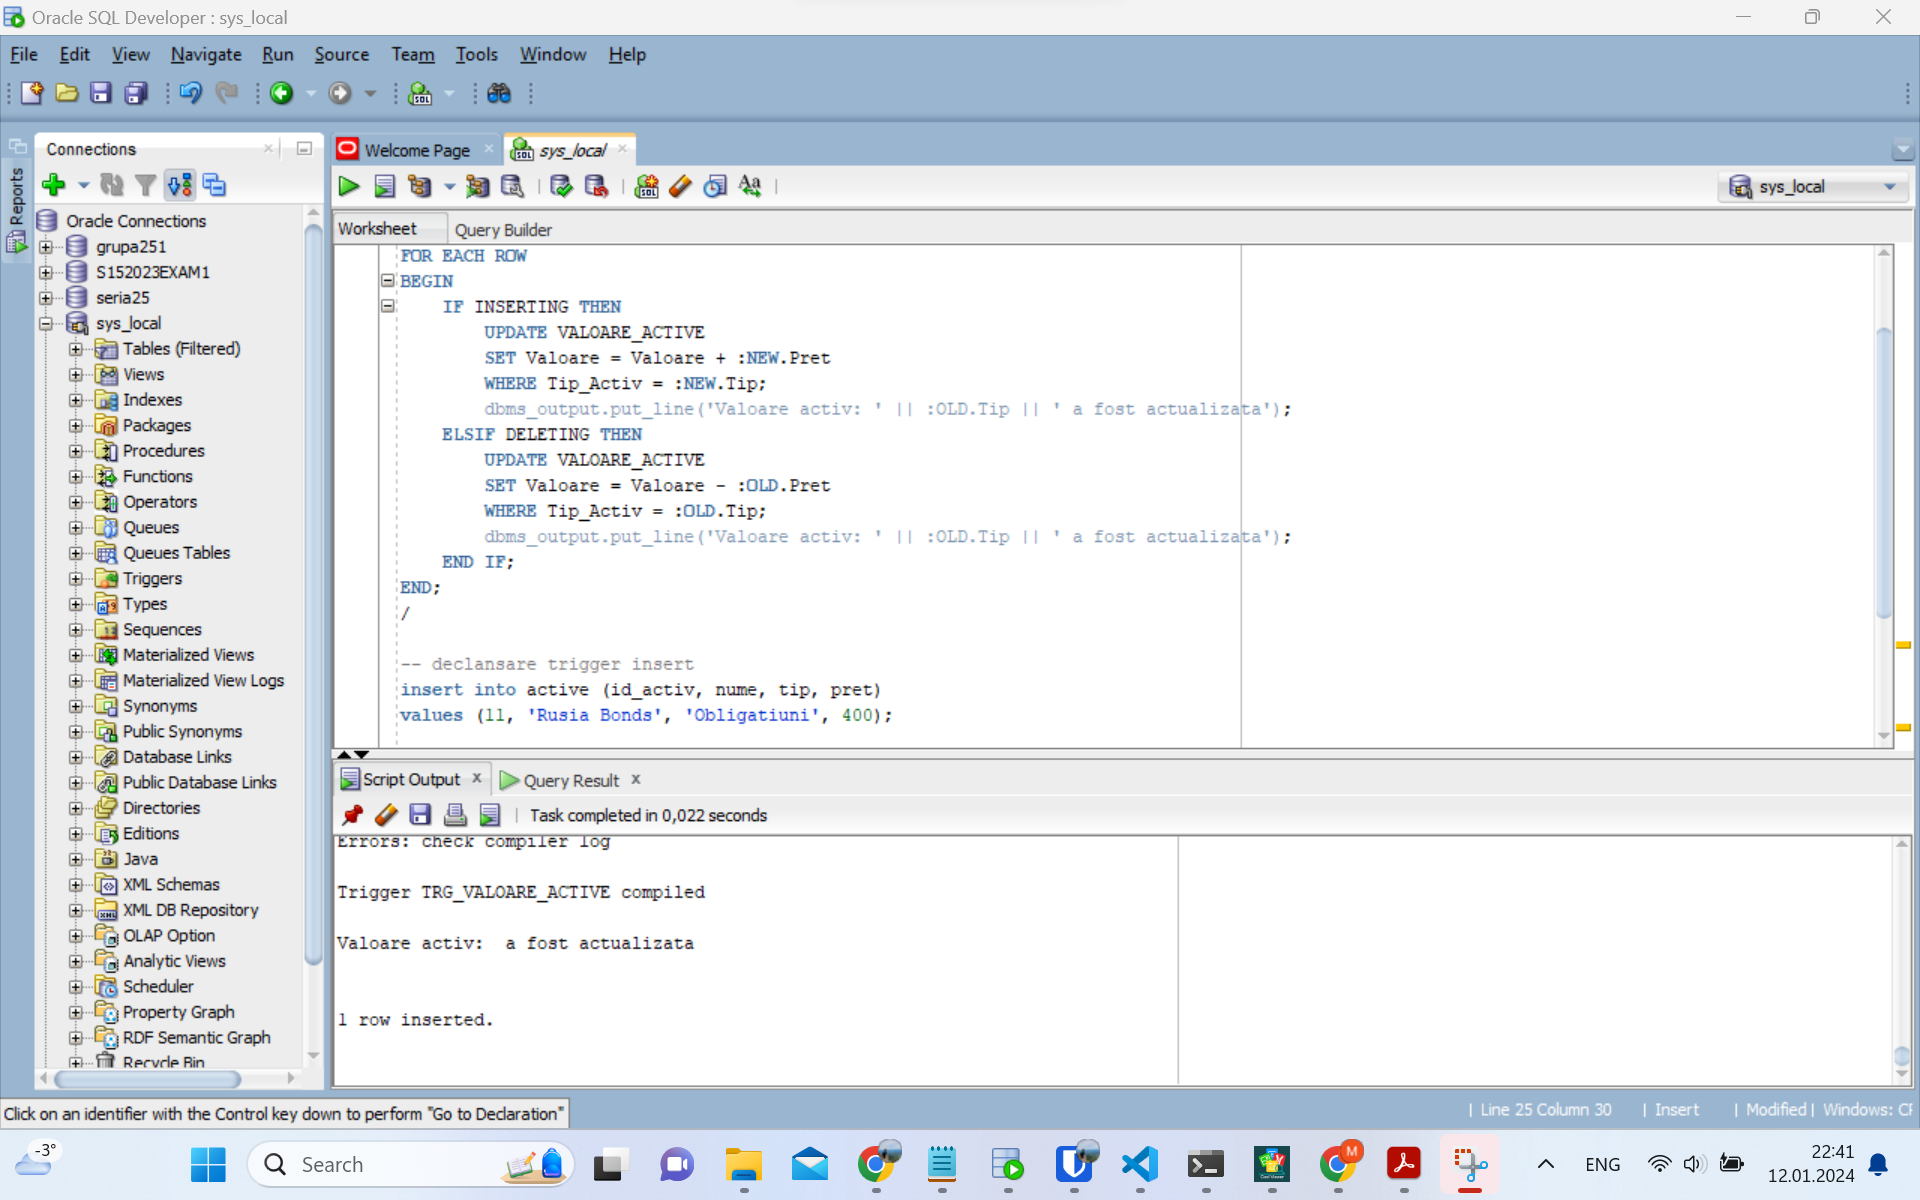 Oracle SQL Developer : sys_local
File Edit View Navigate Run Source Team Tools Window Help
Reports
Connections
Oracle Connections
grupa251
S152023EXAM1
seria25
sys_local
Tables (Filtered)
Views
Indexes
Packages
Procedures
Functions
Operators
Queues
Queues Tables
Triggers
Types
Sequences
Materialized Views
Materialized View Logs
Synonyms
Public Synonyms
Database Links
Public Database Links
Directories
Editions
Java
XML Schemas
XML DB Repository
OLAP Option
Analytic Views
Scheduler
Property Graph
RDF Semantic Graph
Recycle Bin
Welcome Page
sys_local
sys_local
Worksheet Query Builder
FOR EACH ROW
BEGIN
IF INSERTING THEN
UPDATE VALOARE_ACTIVE
SET Valoare = Valoare + :NEW.Pret
WHERE Tip_Activ = :NEW.Tip;
dbms_output.put_line('Valoare activ: ' || :OLD.Tip || ' a fost actualizata');
ELSIF DELETING THEN
UPDATE VALOARE_ACTIVE
SET Valoare = Valoare - :OLD.Pret
WHERE Tip_Activ = :OLD.Tip;
dbms_output.put_line('Valoare activ: ' || :OLD.Tip || ' a fost actualizata');
END IF;
END;
/
-- declansare trigger insert
insert into active (id_activ, nume, tip, pret)
values (11, 'Rusia Bonds', 'Obligatiuni', 400);
Script Output Query Result
Task completed in 0,022 seconds
Errors: check compiler log
Trigger TRG_VALOARE_ACTIVE compiled
Valoare activ:  a fost actualizata
1 row inserted.
Click on an identifier with the Control key down to perform "Go to Declaration"
| Line 25 Column 30 | Insert | Modified | Windows: CF
-3°
Search
ENG
22:41
12.01.2024